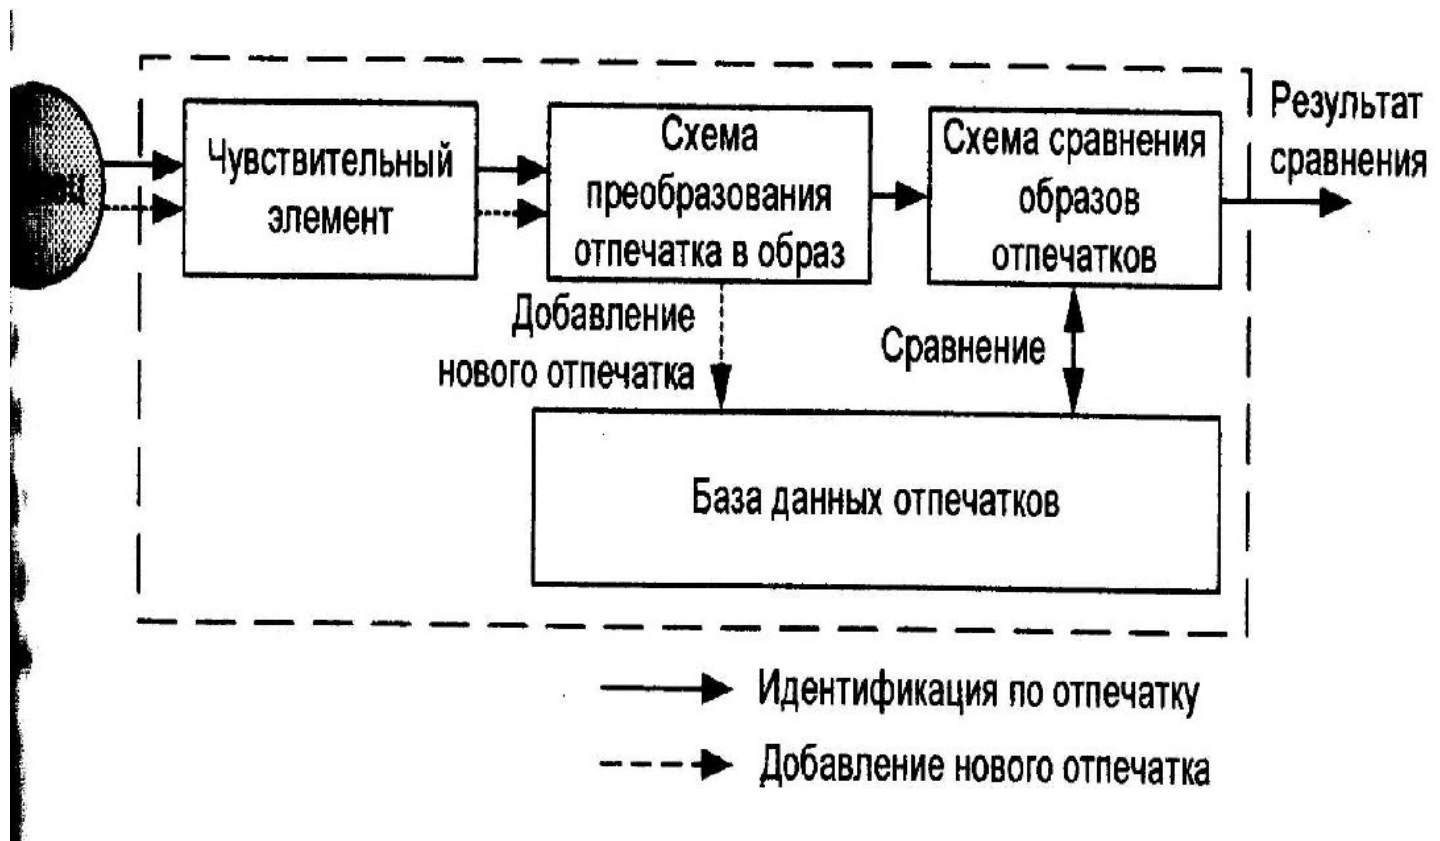 Чувствительный
элемент
Схема
преобразования
отпечатка в образ
Схема сравнения
образов
отпечатков
Результат
сравнения
Добавление
нового отпечатка
Сравнение
База данных отпечатков
Идентификация по отпечатку
Добавление нового отпечатка